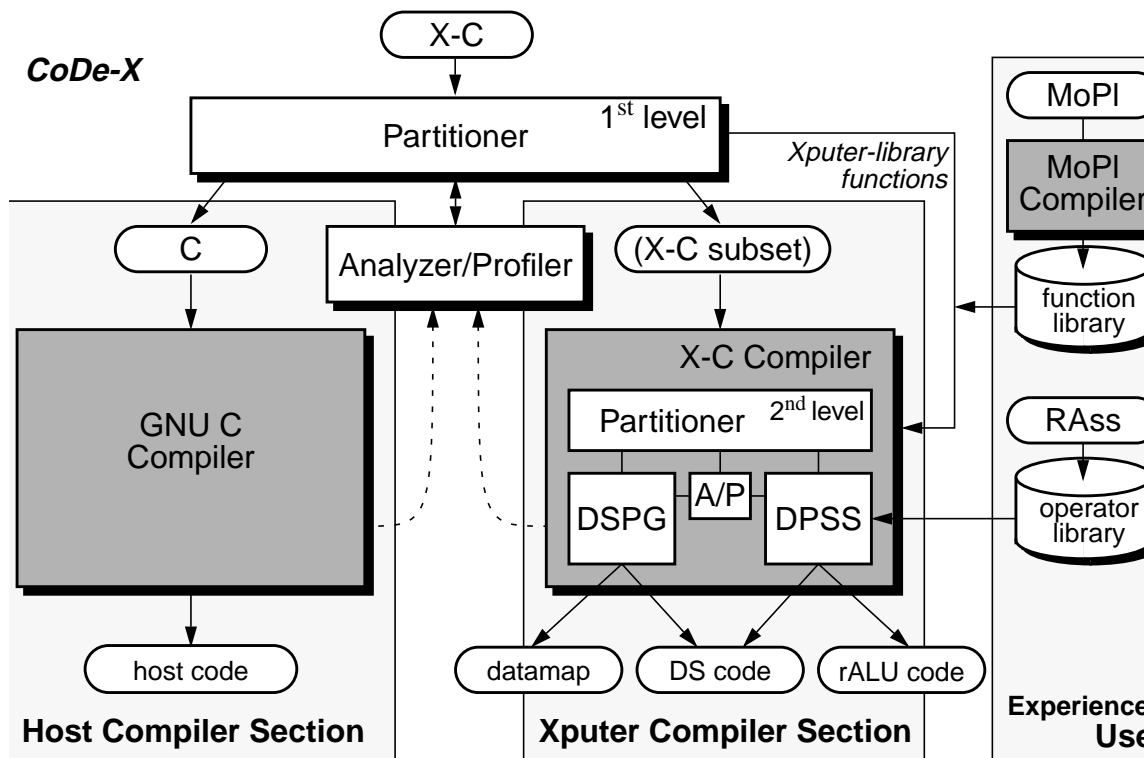 X-C
CoDe-X
1st level
Partitioner
Xputer-library
functions
MoPl
MoPl
Compiler
function
library
C
Analyzer/Profiler
(X-C subset)
GNU C
Compiler
X-C Compiler
Partitioner 2nd level
DSPG
A/P
DPSS
RAss
operator
library
host code
datamap
DS code
rALU code
Host Compiler Section
Xputer Compiler Section
Experience
Use